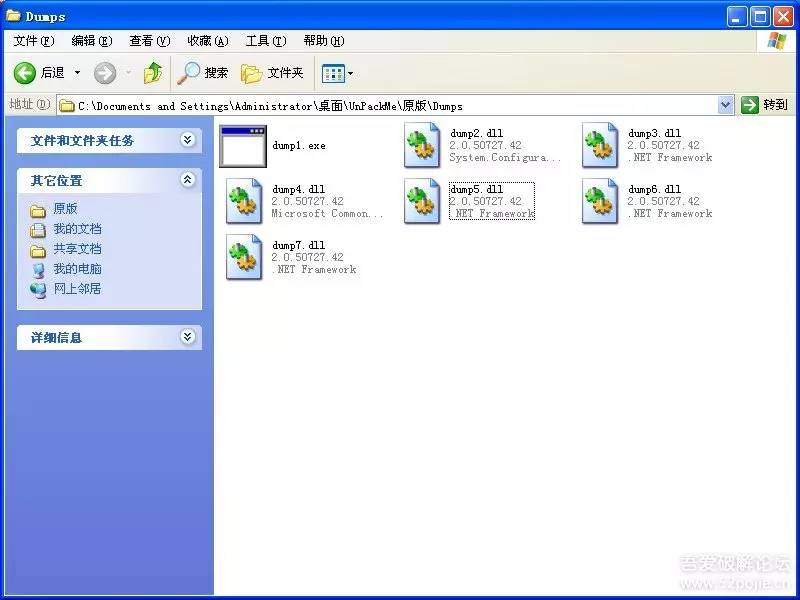 Dumps
文件(F) 编辑(E) 查看(V) 收藏(A) 工具(T) 帮助(H)
后退 搜索 文件夹
地址(D) C:\Documents and Settings\Administrator\桌面\UnPackMe\原版\Dumps 转到
文件和文件夹任务
其它位置
原版
我的文档
共享文档
我的电脑
网上邻居
详细信息
dump1.exe
dump2.dll
2.0.50727.42
System.Configura...
dump3.dll
2.0.50727.42
.NET Framework
dump4.dll
2.0.50727.42
Microsoft Common...
dump5.dll
2.0.50727.42
.NET Framework
dump6.dll
2.0.50727.42
.NET Framework
dump7.dll
2.0.50727.42
.NET Framework
吾爱破解论坛
www.52pojie.cn